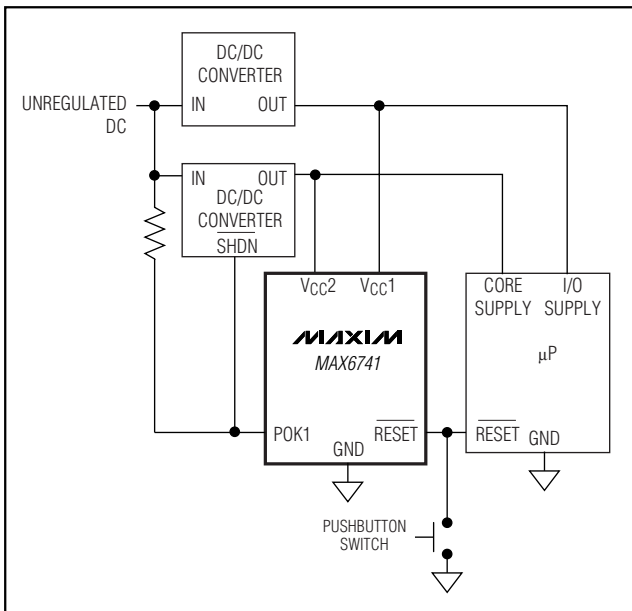 DC/DC
CONVERTER
UNREGULATED
DC
IN OUT
IN OUT
DC/DC
CONVERTER
SHDN
VCC2 VCC1
MAXIM
MAX6741
POK1
RESET
GND
CORE
SUPPLY
I/O
SUPPLY
μP
RESET
GND
PUSHBUTTON
SWITCH